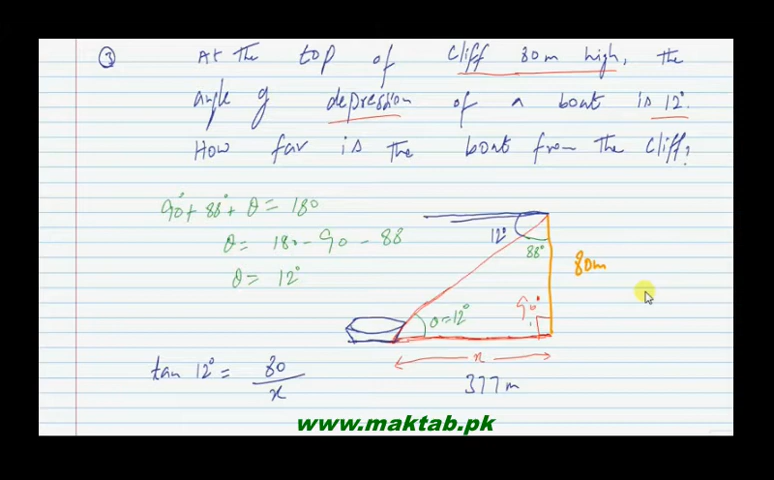 ③ At the top of cliff 80m high, the
angle of depression of a boat is 12°.
How far is the boat from the cliff?
90° + 88° + θ = 180
θ = 180 - 90 - 88
θ = 12°
12°
88°
80m
90°
θ=12°
x
377m
tan 12° = 80/x
www.maktab.pk